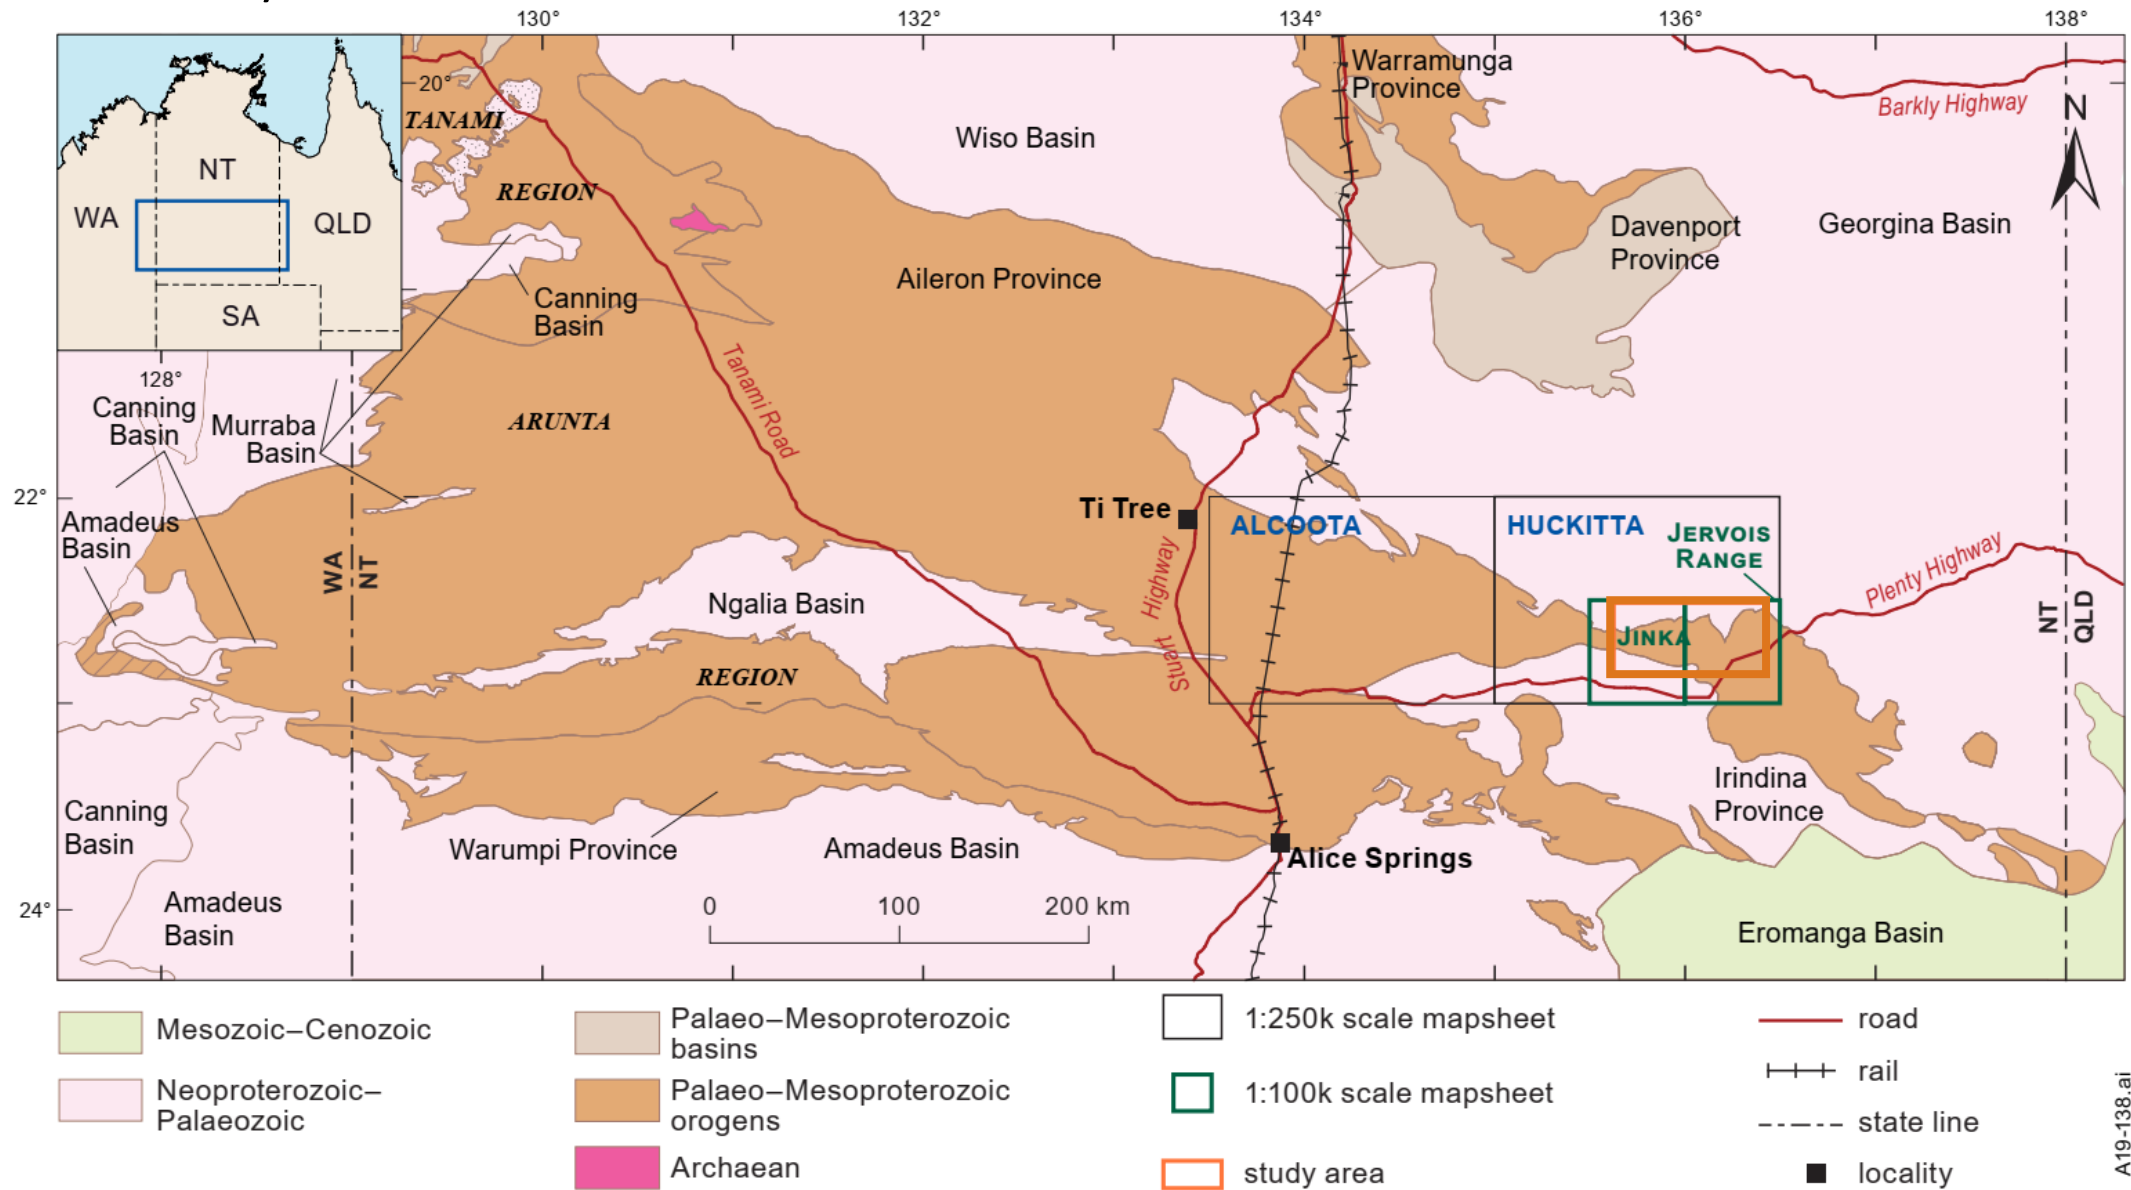 130°
132°
134°
136°
138°
20°
128°
22°
24°
NT
WA
QLD
SA
TANAMI
REGION
Wiso Basin
Warramunga
Province
Barkly Highway
N
Davenport
Province
Georgina Basin
Aileron Province
Canning
Basin
Tanami Road
Canning
Basin
Murraba
Basin
ARUNTA
Amadeus
Basin
WA
NT
Ti Tree
ALCOOTA
HUCKITTA
JERVOIS
RANGE
Plenty Highway
Ngalia Basin
Stuart Highway
JINKA
NT
QLD
REGION
Irindina
Province
Canning
Basin
Warumpi Province
Amadeus Basin
Alice Springs
Amadeus
Basin
0
100
200 km
Eromanga Basin
Mesozoic–Cenozoic
Neoproterozoic–
Palaeozoic
Palaeo–Mesoproterozoic
basins
Palaeo–Mesoproterozoic
orogens
Archaean
1:250k scale mapsheet
1:100k scale mapsheet
study area
road
rail
state line
locality
A19-138.ai